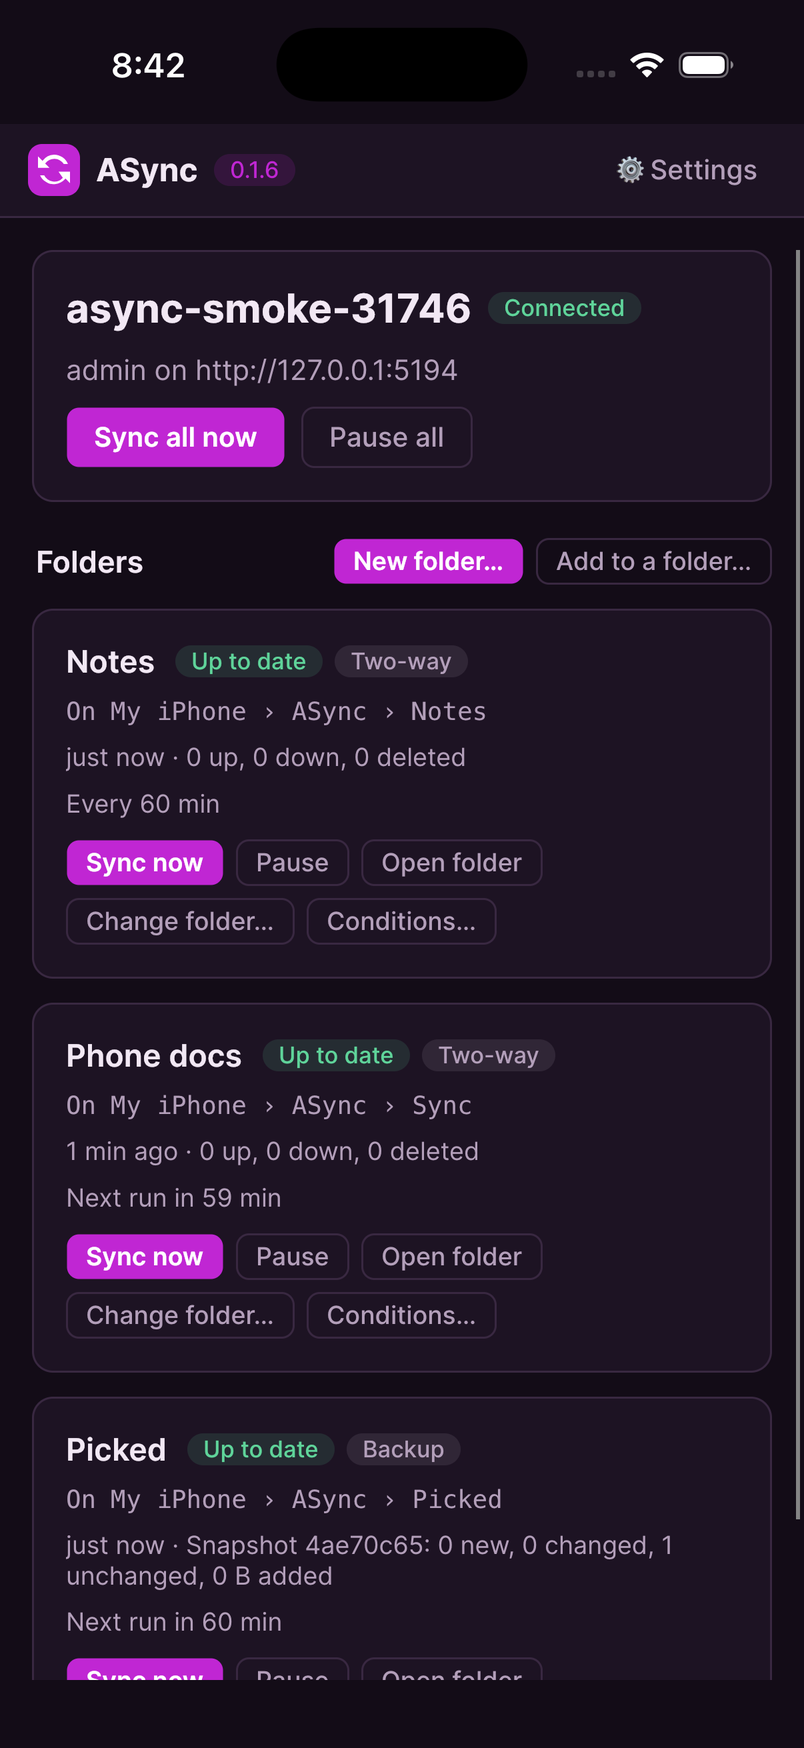 8:42
ASync 0.1.6 Settings
async-smoke-31746 Connected
admin on http://127.0.0.1:5194
Sync all now Pause all
Folders New folder... Add to a folder...
Notes Up to date Two-way
On My iPhone › ASync › Notes
just now · 0 up, 0 down, 0 deleted
Every 60 min
Sync now Pause Open folder
Change folder... Conditions...
Phone docs Up to date Two-way
On My iPhone › ASync › Sync
1 min ago · 0 up, 0 down, 0 deleted
Next run in 59 min
Sync now Pause Open folder
Change folder... Conditions...
Picked Up to date Backup
On My iPhone › ASync › Picked
just now · Snapshot 4ae70c65: 0 new, 0 changed, 1
unchanged, 0 B added
Next run in 60 min
Sync now Pause Open folder